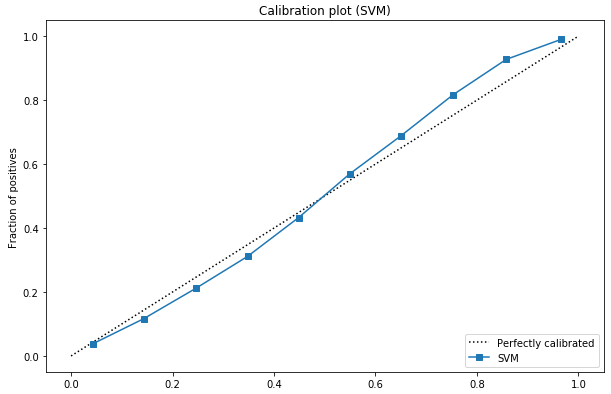 Calibration plot (SVM)
1.0
0.8
0.6
0.4
0.2
0.0
Fraction of positives
Perfectly calibrated
SVM
0.0 0.2 0.4 0.6 0.8 1.0